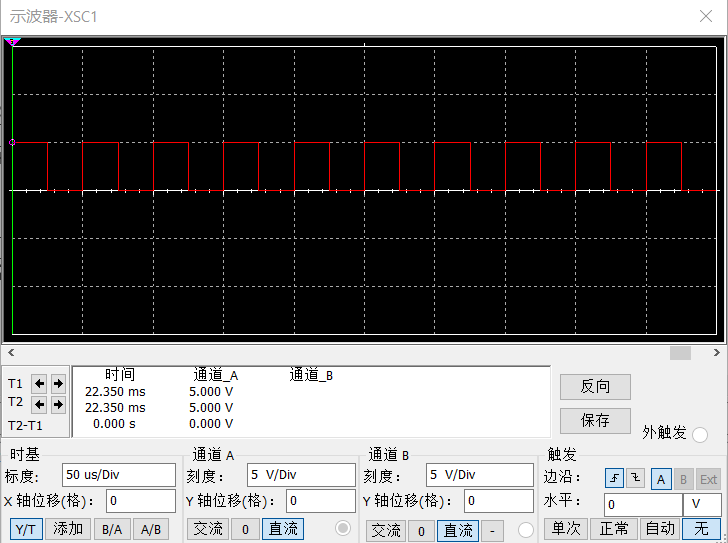 示波器-XSC1
时间 通道_A 通道_B
T1 22.350 ms 5.000 V
T2 22.350 ms 5.000 V
T2-T1 0.000 s 0.000 V
反向
保存
外触发
时基
标度： 50 us/Div
X 轴位移(格)： 0
Y/T 添加 B/A A/B
通道 A
刻度： 5 V/Div
Y 轴位移(格)： 0
交流 0 直流
通道 B
刻度： 5 V/Div
Y 轴位移(格)： 0
交流 0 直流 -
触发
边沿： A B Ext
水平： 0 V
单次 正常 自动 无